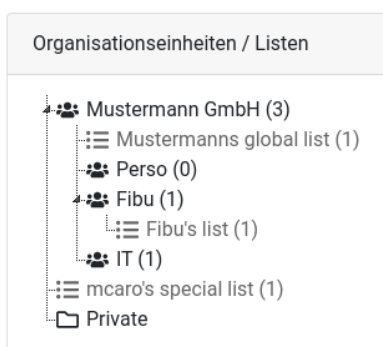 Organisationseinheiten / Listen
Mustermann GmbH (3)
Mustermanns global list (1)
Perso (0)
Fibu (1)
Fibu's list (1)
IT (1)
mcaro's special list (1)
Private